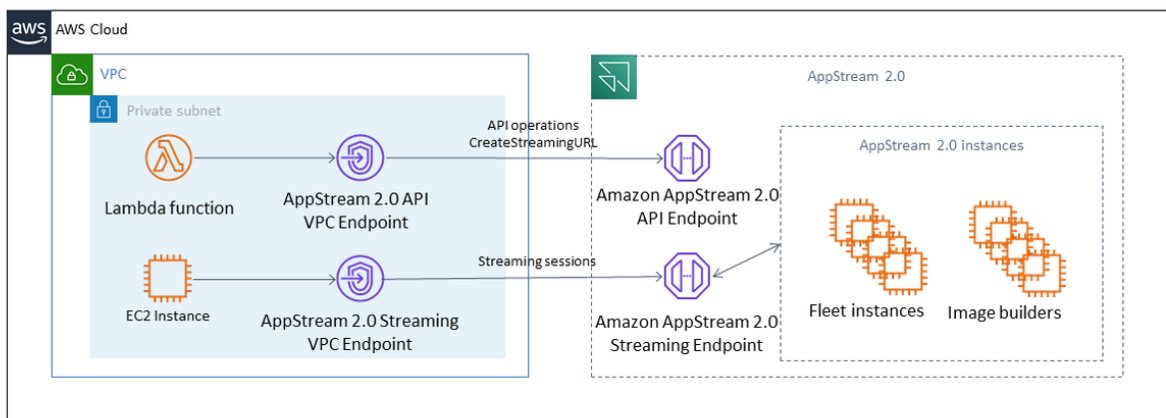 aws
AWS Cloud
VPC
Private subnet
Lambda function
AppStream 2.0 API
VPC Endpoint
EC2 Instance
AppStream 2.0 Streaming
VPC Endpoint
API operations
CreateStreamingURL
Streaming sessions
AppStream 2.0
Amazon AppStream 2.0
API Endpoint
Amazon AppStream 2.0
Streaming Endpoint
AppStream 2.0 instances
Fleet instances
Image builders